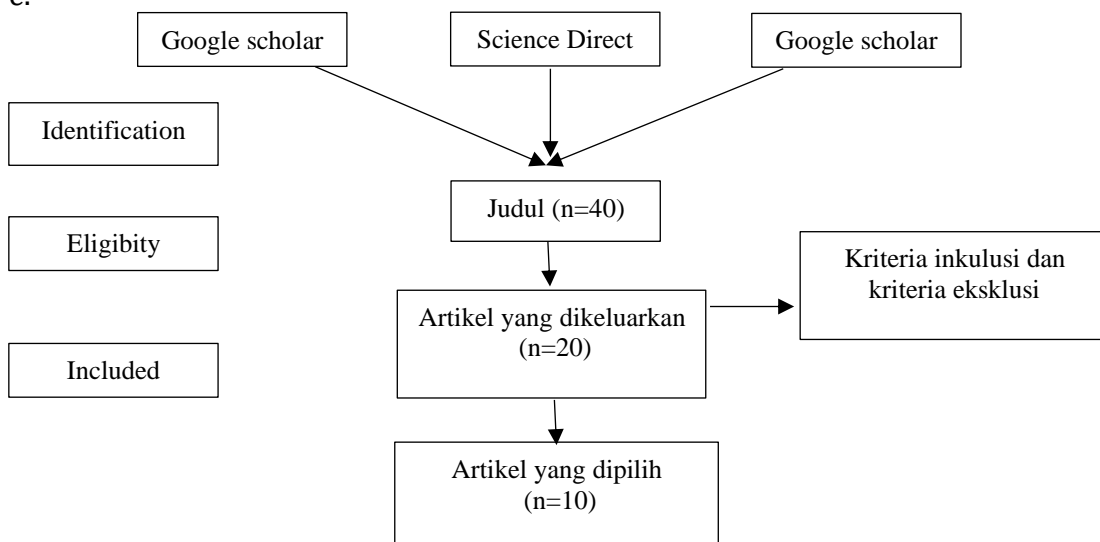 Google scholar
Science Direct
Google scholar
Identification
Judul (n=40)
Eligibity
Kriteria inkulusi dan
kriteria eksklusi
Artikel yang dikeluarkan
(n=20)
Included
Artikel yang dipilih
(n=10)